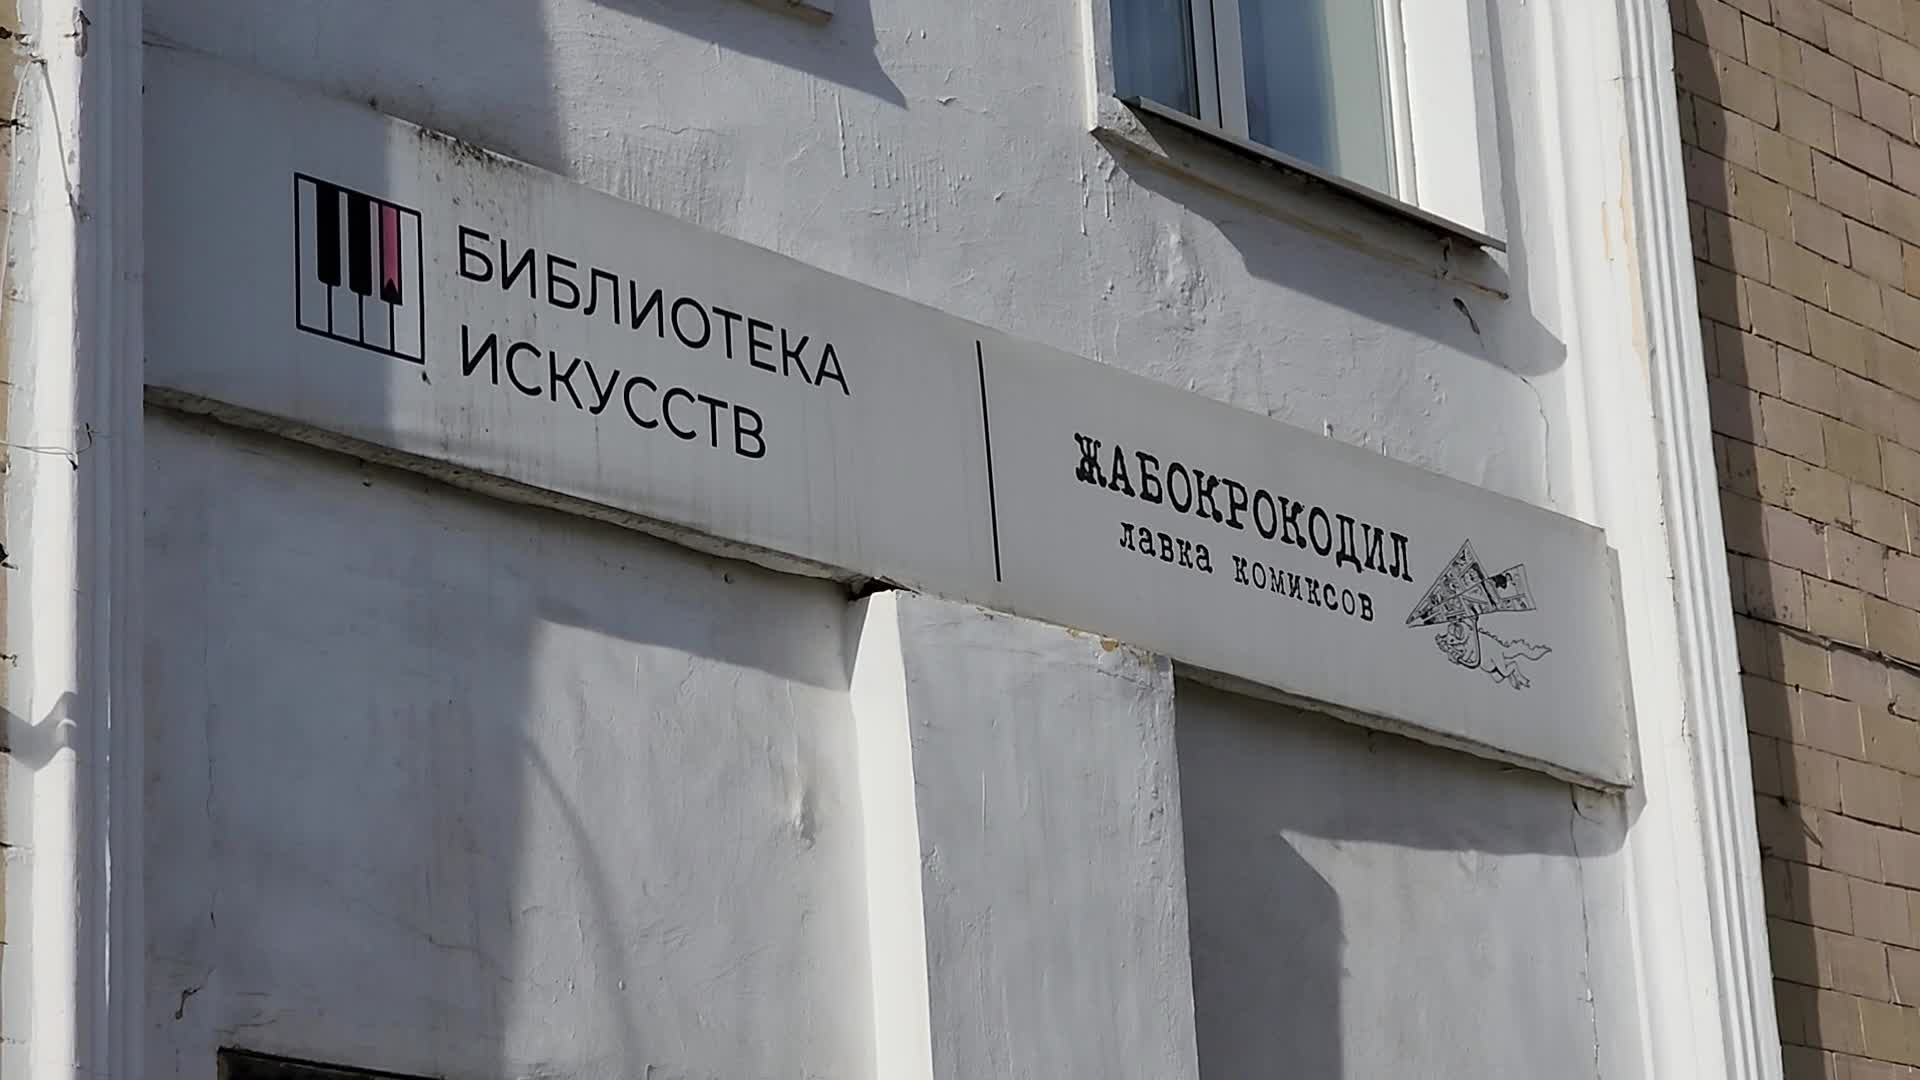 БИБЛИОТЕКА
ИСКУССТВ
ЖАБОКРОКОДИЛ
лавка комиксов